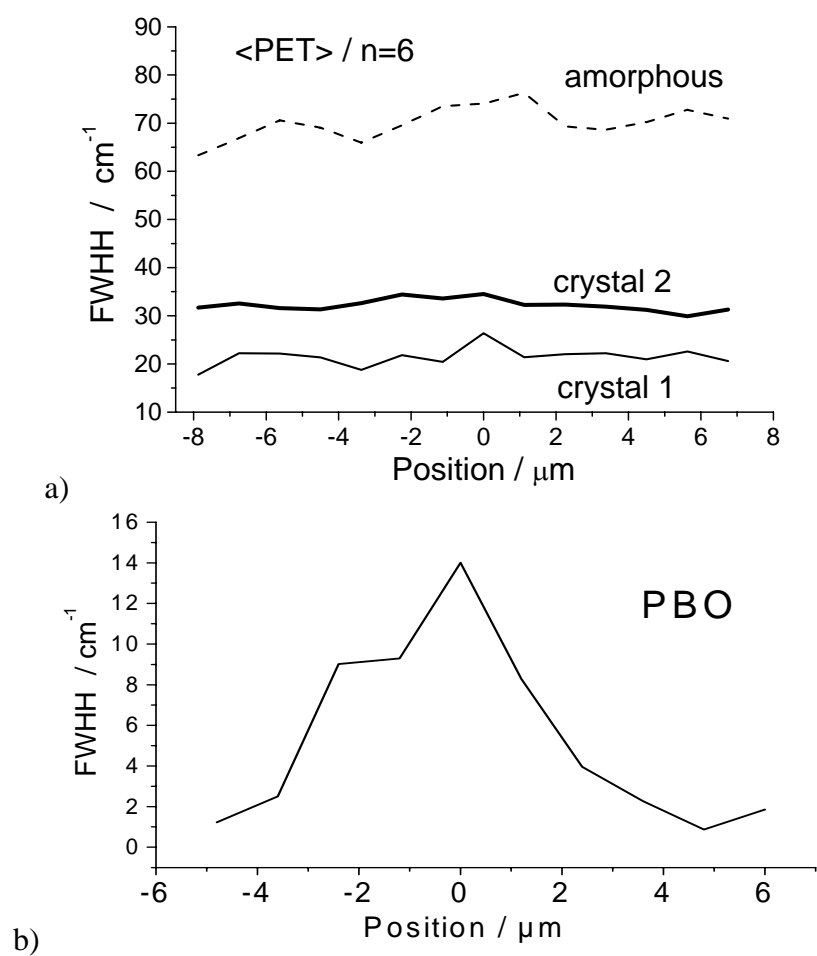 90
80
70
60
50
40
30
20
10
FWHH / cm-1
<PET> / n=6
amorphous
crystal 2
crystal 1
-8 -6 -4 -2 0 2 4 6 8
Position / μm
a)
16
14
12
10
8
6
4
2
0
FWHH / cm-1
PBO
-6 -4 -2 0 2 4 6
Position / µm
b)